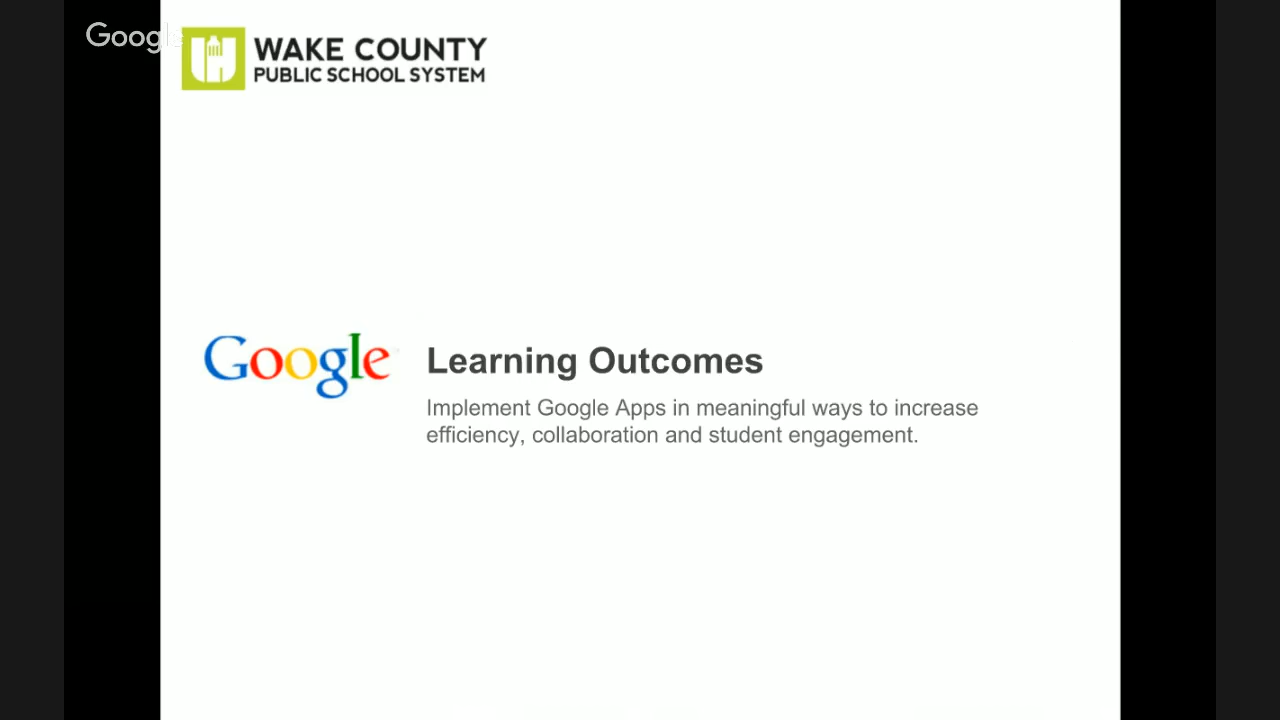 Google
WAKE COUNTY
PUBLIC SCHOOL SYSTEM
Google
Learning Outcomes
Implement Google Apps in meaningful ways to increase
efficiency, collaboration and student engagement.